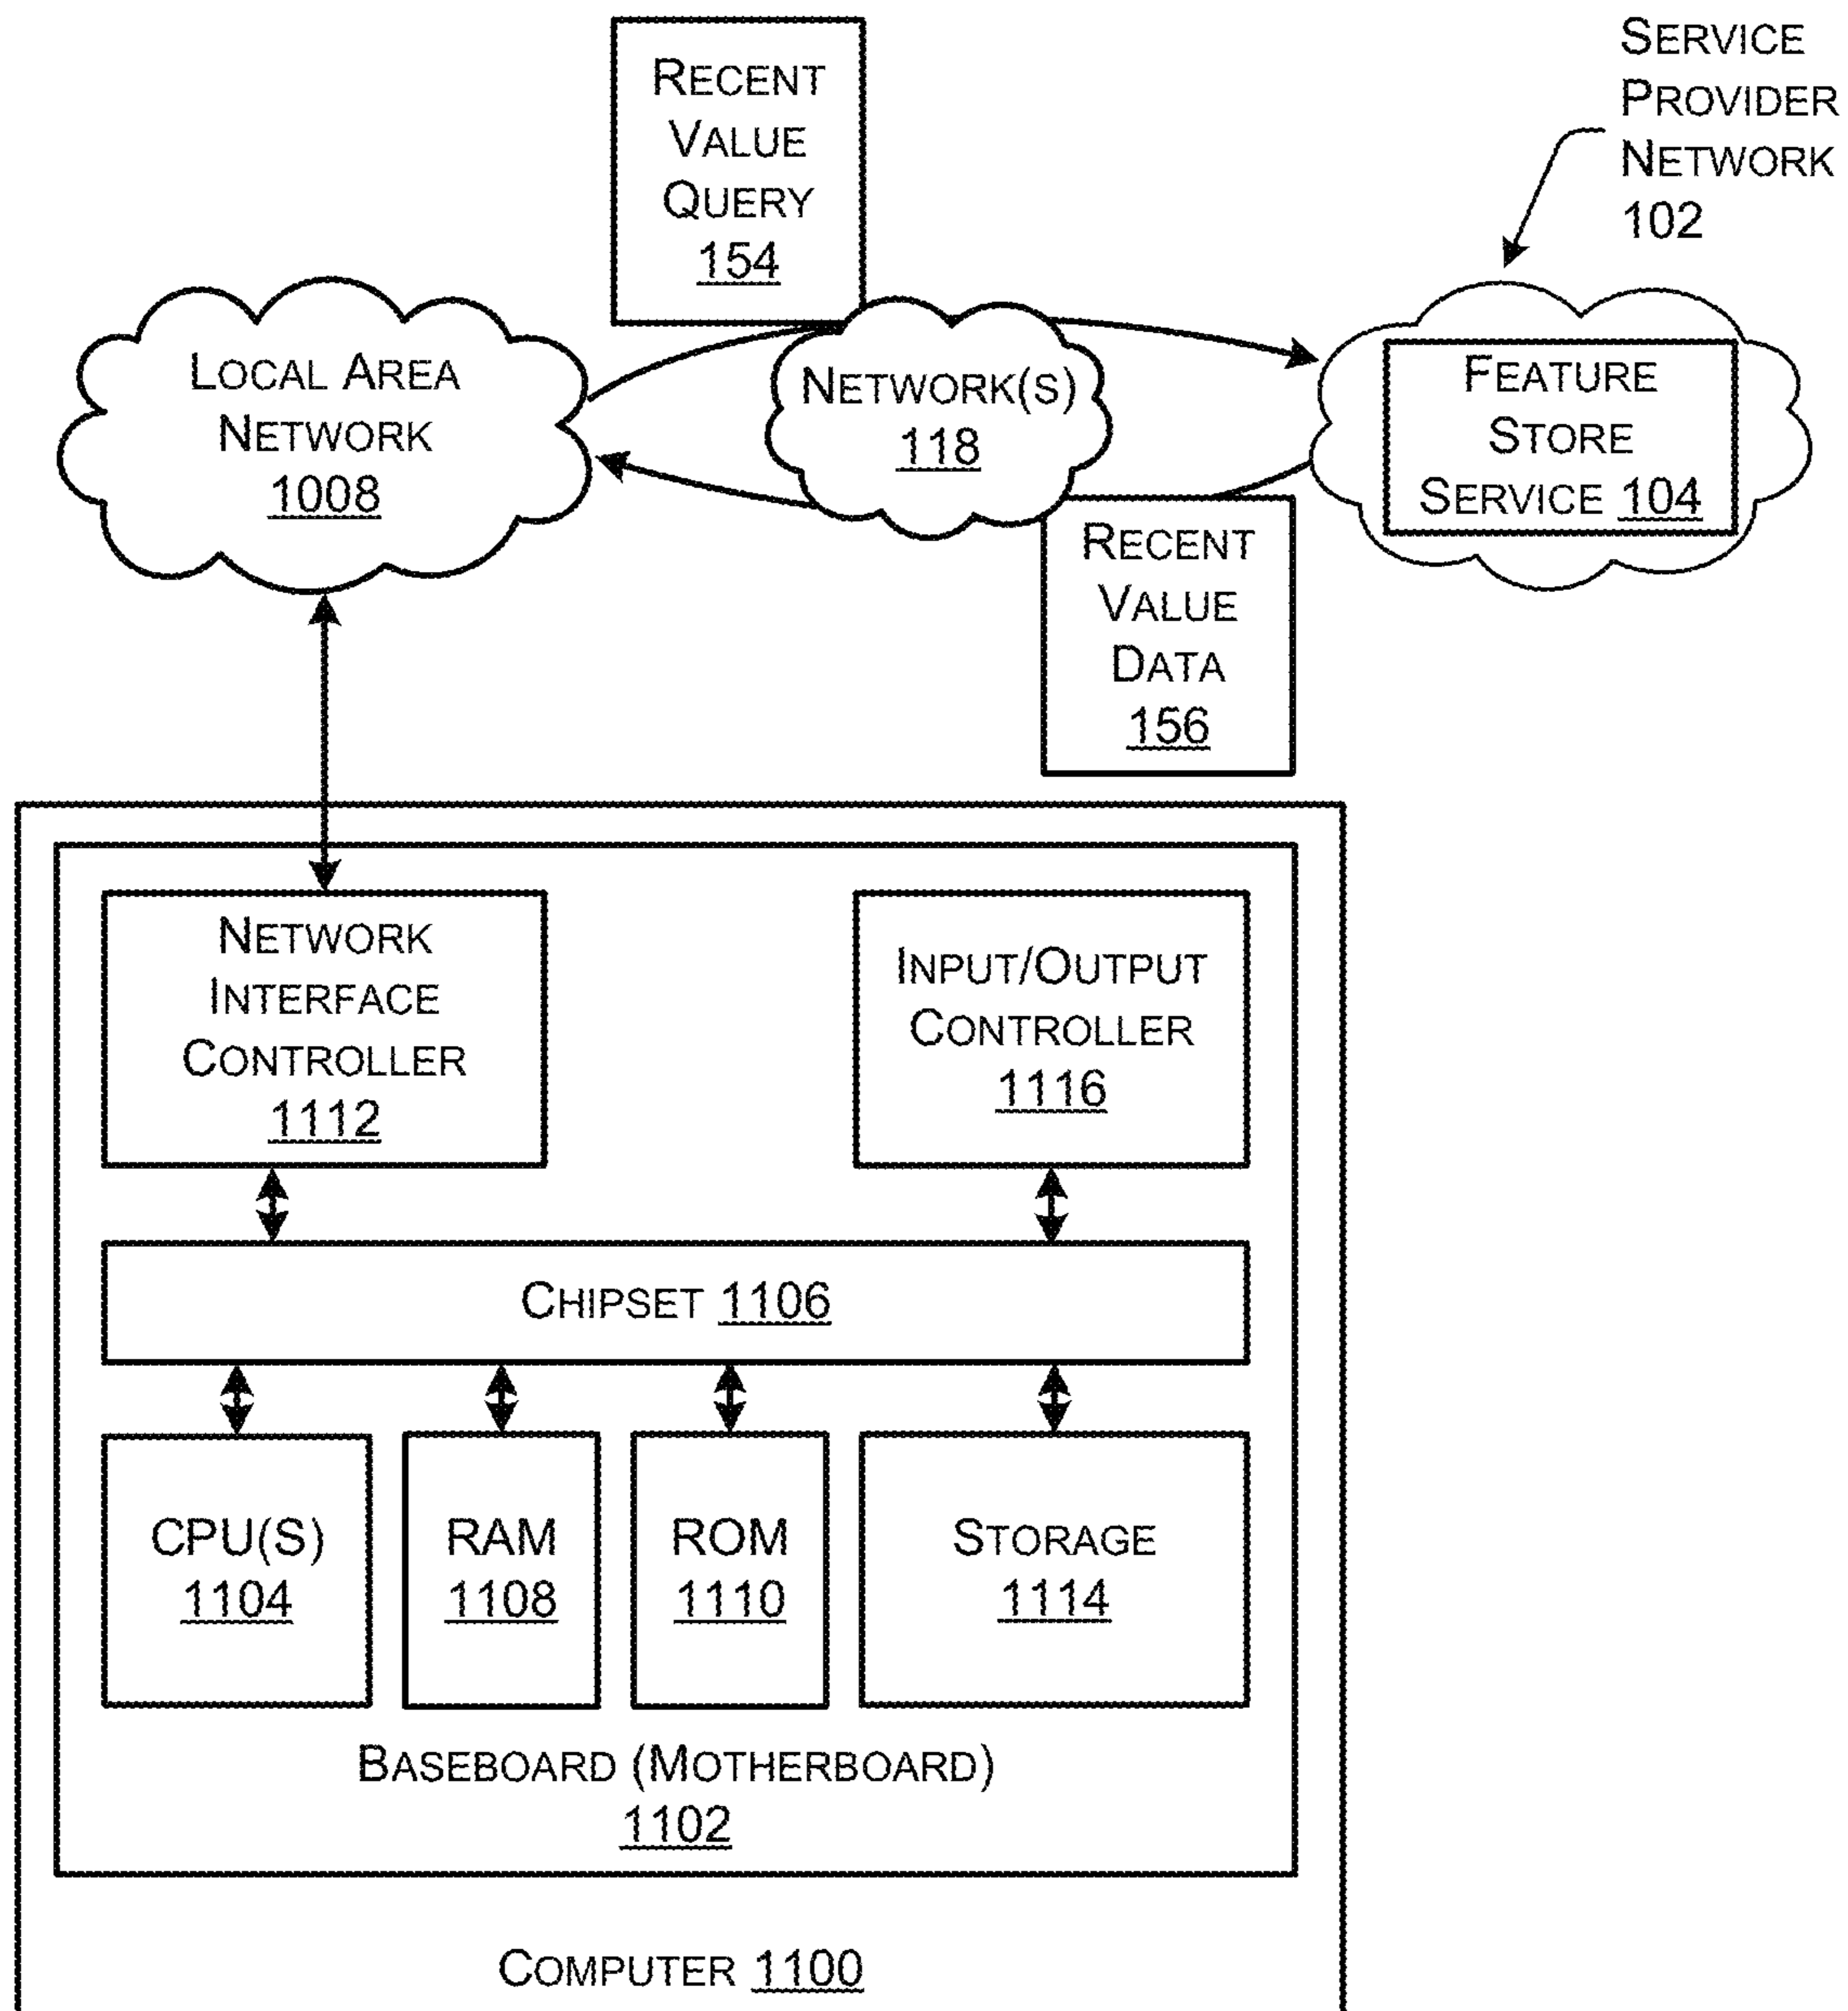 RECENT
VALUE
QUERY
154
SERVICE
PROVIDER
NETWORK
102
LOCAL AREA
NETWORK
1008
NETWORK(S)
118
FEATURE
STORE
SERVICE 104
RECENT
VALUE
DATA
156
NETWORK
INTERFACE
CONTROLLER
1112
INPUT/OUTPUT
CONTROLLER
1116
CHIPSET 1106
CPU(S)
1104
RAM
1108
ROM
1110
STORAGE
1114
BASEBOARD (MOTHERBOARD)
1102
COMPUTER 1100